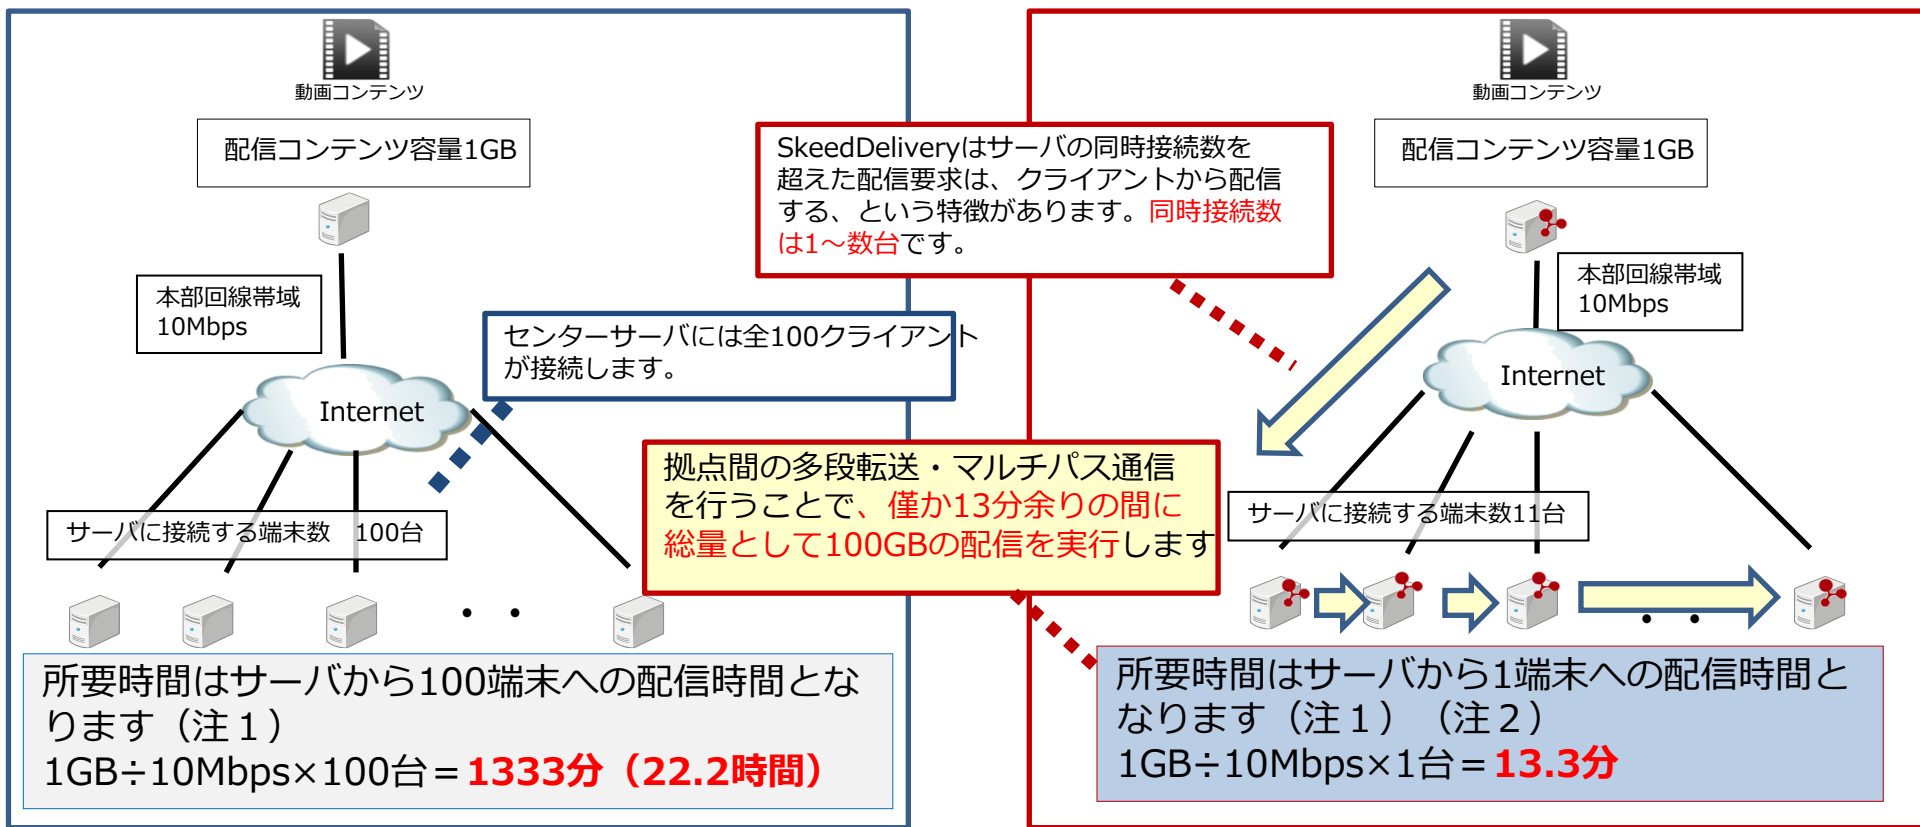 動画コンテンツ
配信コンテンツ容量1GB
本部回線帯域
10Mbps
センターサーバには全100クライアント
が接続します。
Internet
サーバに接続する端末数　100台
・・
所要時間はサーバから100端末への配信時間とな
ります（注１）
1GB÷10Mbps×100台＝1333分（22.2時間）
動画コンテンツ
配信コンテンツ容量1GB
SkeedDeliveryはサーバの同時接続数を
超えた配信要求は、クライアントから配信
する、という特徴があります。同時接続数
は1～数台です。
本部回線帯域
10Mbps
Internet
拠点間の多段転送・マルチパス通信
を行うことで、僅か13分余りの間に
総量として100GBの配信を実行します
サーバに接続する端末数11台
・・
所要時間はサーバから1端末への配信時間と
なります（注１）（注２）
1GB÷10Mbps×1台＝13.3分